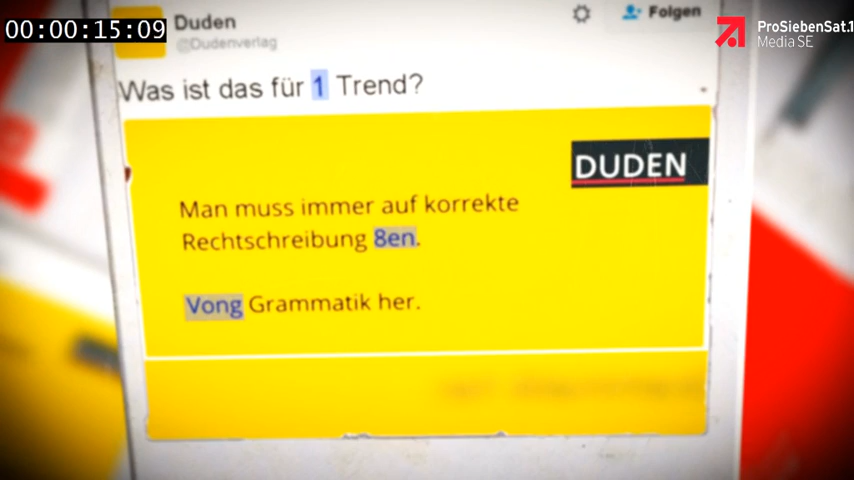 00:00:15:09
Duden
@Dudenverlag
Folgen
ProSiebenSat.1
Media SE
Was ist das für 1 Trend?
DUDEN
Man muss immer auf korrekte
Rechtschreibung 8en.
Vong Grammatik her.